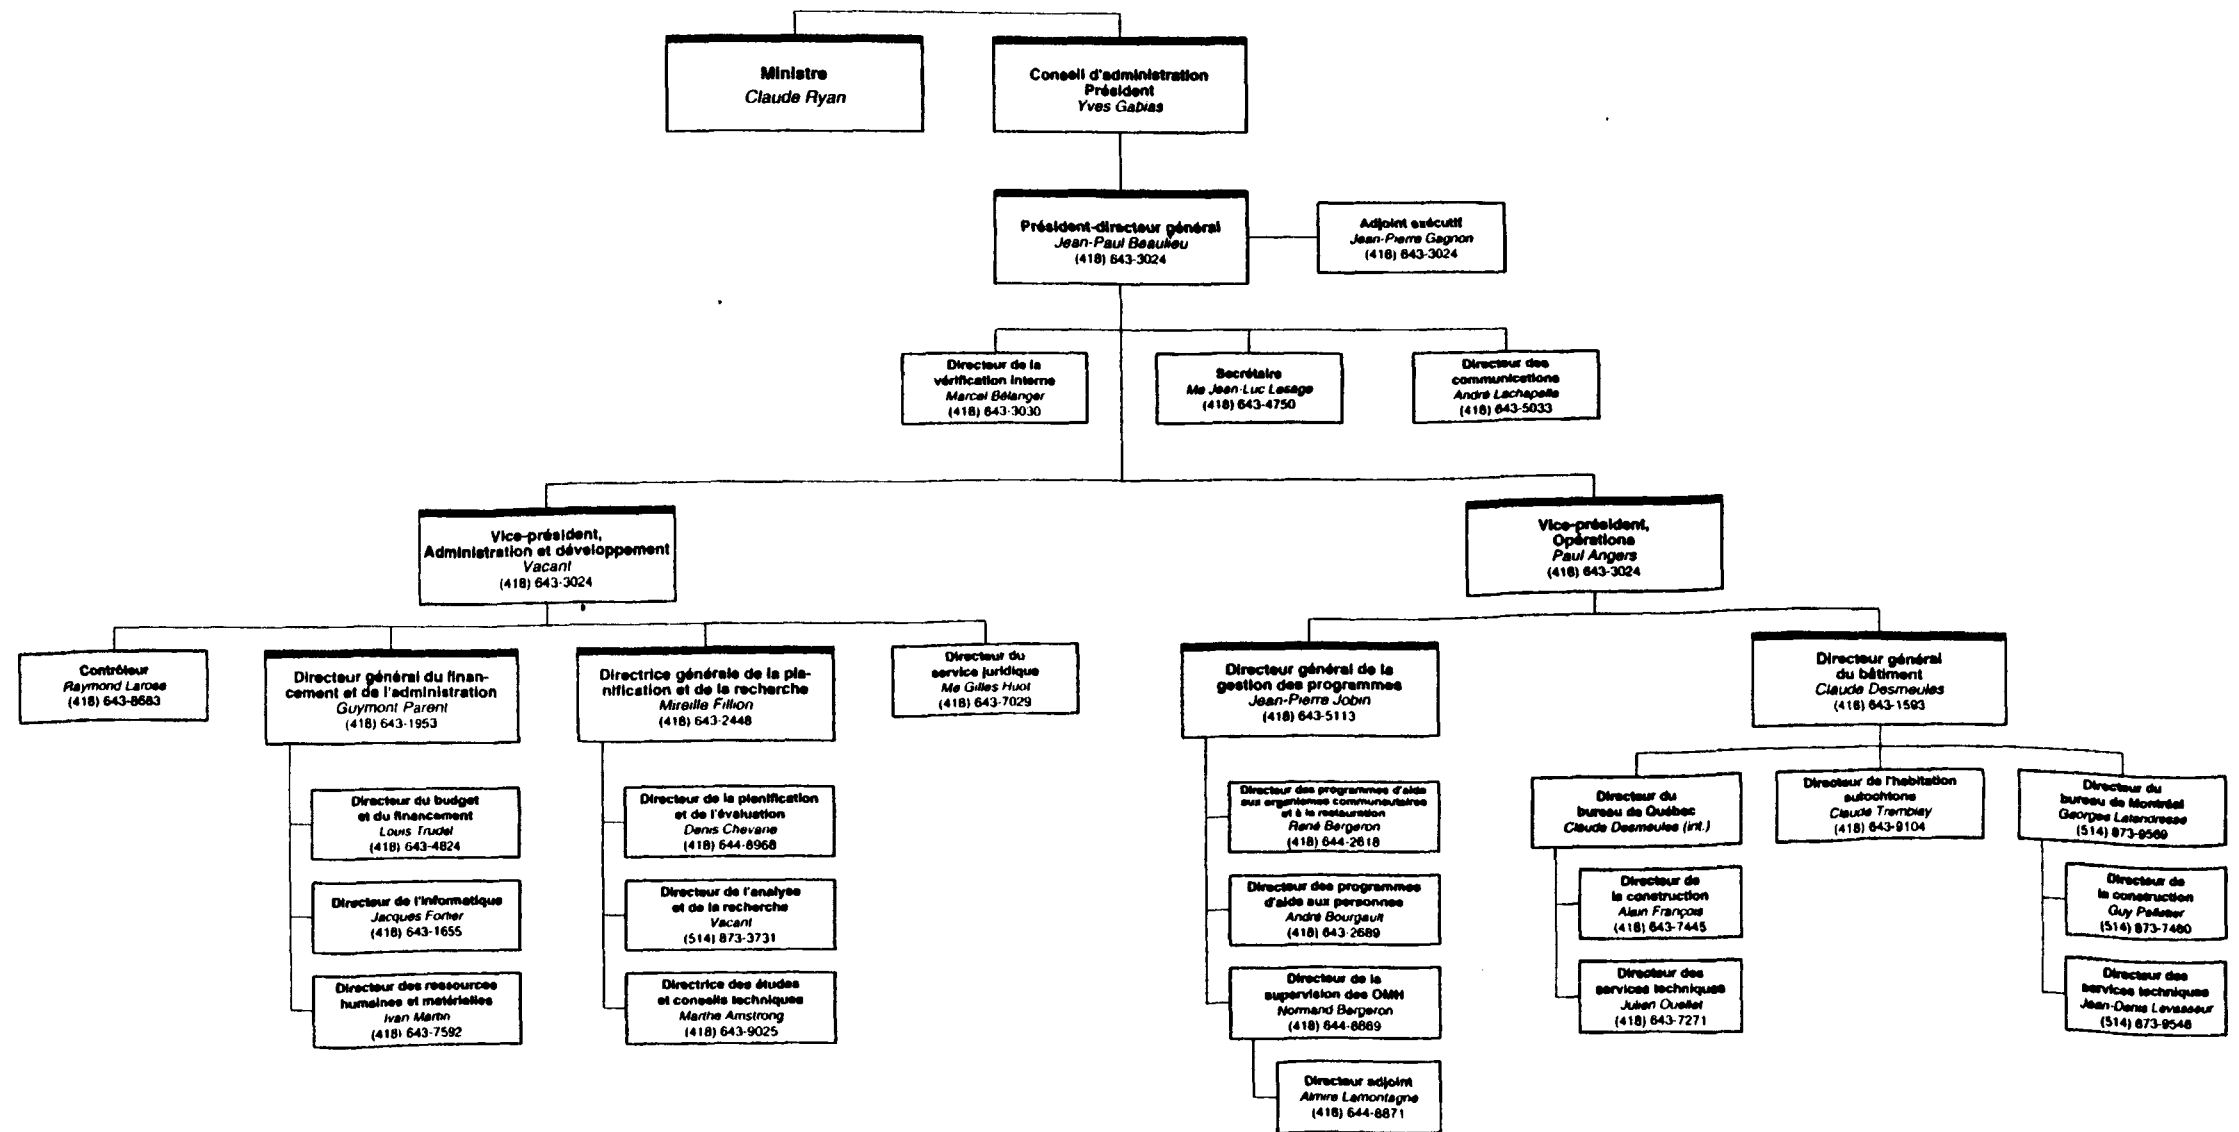 Ministre
Claude Ryan
Conseil d'administration
Président
Yves Gabias
Président-directeur général
Jean-Paul Beaulieu
(418) 643-3024
Adjoint exécutif
Jean-Pierre Gagnon
(418) 643-3024
Directeur de la
vérification interne
Marcel Bélanger
(418) 643-3030
Secrétaire
Me Jean-Luc Lesage
(418) 643-4750
Directeur des
communications
André Lachapelle
(418) 643-5033
Vice-président,
Administration et développement
Vacant
(418) 643-3024
Vice-président,
Opérations
Paul Angers
(418) 643-3024
Contrôleur
Raymond Larose
(418) 643-8683
Directeur général du finan-
cement et de l'administration
Guymont Parent
(418) 643-1953
Directrice générale de la pla-
nification et de la recherche
Mireille Fillion
(418) 643-2448
Directeur du
service juridique
Me Gilles Huot
(418) 643-7029
Directeur général de la
gestion des programmes
Jean-Pierre Jobin
(418) 643-5113
Directeur général
du bâtiment
Claude Desmeules
(418) 643-1593
Directeur du budget
et du financement
Louis Trudel
(418) 643-4824
Directeur de l'informatique
Jacques Fortier
(418) 643-1655
Directeur des ressources
humaines et matérielles
Ivan Martin
(418) 643-7592
Directeur de la planification
et de l'évaluation
Denis Chevarie
(418) 644-8968
Directeur de l'analyse
et de la recherche
Vacant
(514) 873-3731
Directrice des études
et conseils techniques
Marthe Amstrong
(418) 643-9025
Directeur des programmes d'aide
aux organismes communautaires
et à la restauration
René Bergeron
(418) 644-2618
Directeur des programmes
d'aide aux personnes
André Bourgault
(418) 643-2689
Directeur de la
supervision des OMH
Normand Bergeron
(418) 644-8869
Directeur adjoint
Almire Lamontagne
(418) 644-8871
Directeur du
bureau de Québec
Claude Desmeules (int.)
Directeur de
la construction
Alain François
(418) 643-7445
Directeur des
services techniques
Julien Ouellet
(418) 643-7271
Directeur de l'habitation
autochtone
Claude Tremblay
(418) 643-9104
Directeur du
bureau de Montréal
Georges Latendresse
(514) 873-9569
Directeur de
la construction
Guy Pelletier
(514) 873-7480
Directeur des
services techniques
Jean-Denis Levasseur
(514) 873-9548